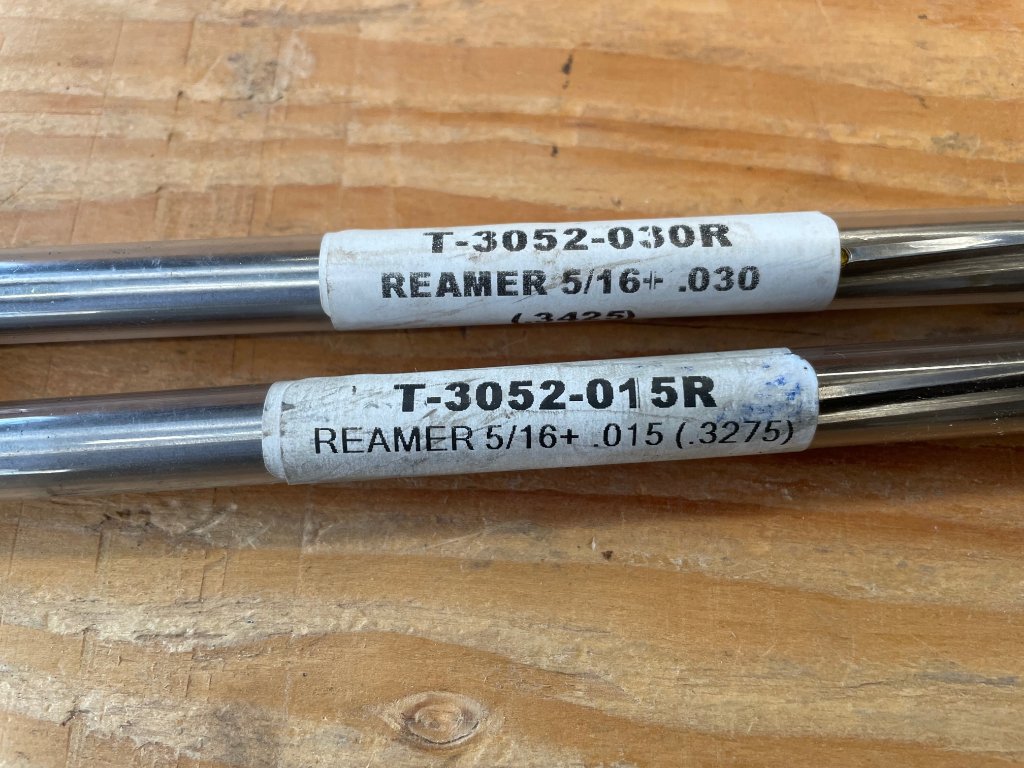 T-3052-030R
REAMER 5/16+ .030
(.3425)
T-3052-015R
REAMER 5/16+ .015 (.3275)